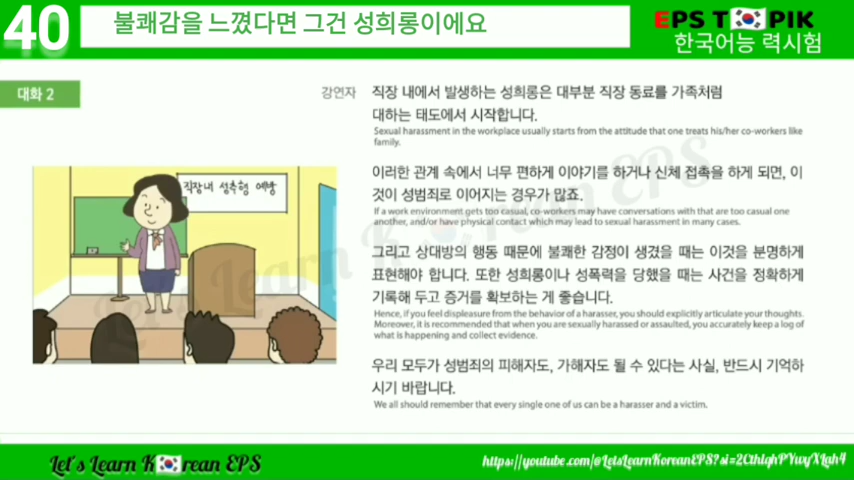 40
불쾌감을 느꼈다면 그건 성희롱이에요
EPS T🇰🇷PIK
한국어능 력시험
대화 2
강연자
직장 내에서 발생하는 성희롱은 대부분 직장 동료를 가족처럼
대하는 태도에서 시작합니다.
Sexual harassment in the workplace usually starts from the attitude that one treats his/her co-workers like
family.
이러한 관계 속에서 너무 편하게 이야기를 하거나 신체 접촉을 하게 되면, 이
것이 성범죄로 이어지는 경우가 많죠.
If a work environment gets too casual, co-workers may have conversations with that are too casual one
another, and/or have physical contact which may lead to sexual harassment in many cases.
그리고 상대방의 행동 때문에 불쾌한 감정이 생겼을 때는 이것을 분명하게
표현해야 합니다. 또한 성희롱이나 성폭력을 당했을 때는 사건을 정확하게
기록해 두고 증거를 확보하는 게 좋습니다.
Hence, if you feel displeasure from the behavior of a harasser, you should explicitly articulate your thoughts.
Moreover, it is recommended that when you are sexually harassed or assaulted, you accurately keep a log of
what is happening and collect evidence.
우리 모두가 성범죄의 피해자도, 가해자도 될 수 있다는 사실, 반드시 기억하
시기 바랍니다.
We all should remember that every single one of us can be a harasser and a victim.
직장내 성추행 예방
Let's Learn K🇰🇷rean EPS
Let's Learn K🇰🇷rean EPS
https://youtube.com/@LetsLearnKoreanEPS?si=2CthlqhPYwyXLah4